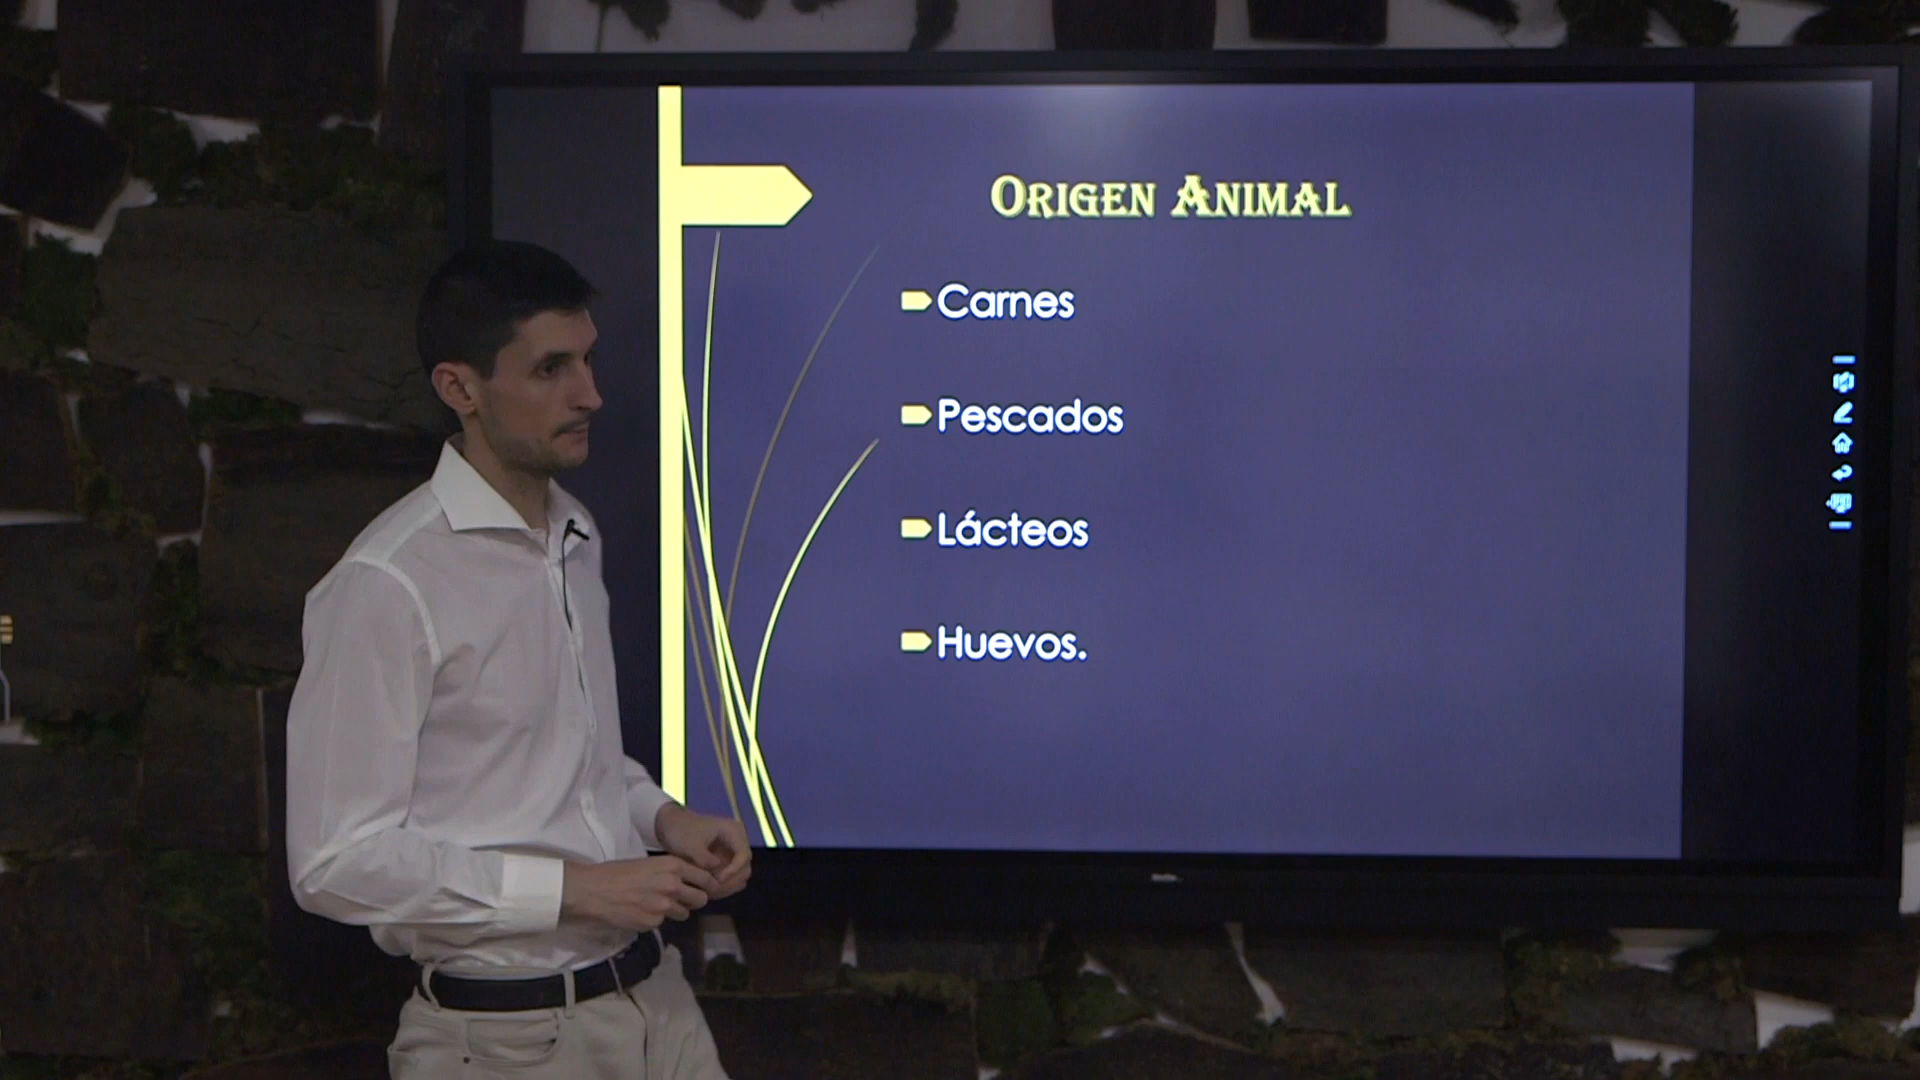 Origen Animal
Carnes
Pescados
Lácteos
Huevos.